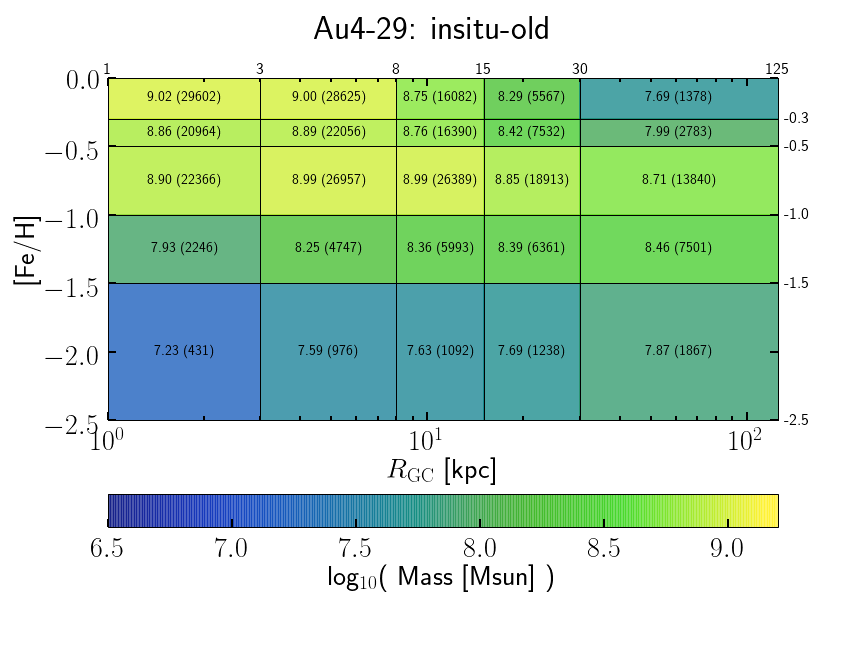 Au4-29: insitu-old
1 3 8 15 30 125
0.0 9.02 (29602) 9.00 (28625) 8.75 (16082) 8.29 (5567) 7.69 (1378)
-0.3
8.86 (20964) 8.89 (22056) 8.76 (16390) 8.42 (7532) 7.99 (2783)
−0.5 -0.5
8.90 (22366) 8.99 (26957) 8.99 (26389) 8.85 (18913) 8.71 (13840)
−1.0 -1.0
[Fe/H]
7.93 (2246) 8.25 (4747) 8.36 (5993) 8.39 (6361) 8.46 (7501)
−1.5 -1.5
−2.0 7.23 (431) 7.59 (976) 7.63 (1092) 7.69 (1238) 7.87 (1867)
−2.5 -2.5
10⁰ 10¹ 10²
R_GC [kpc]
6.5 7.0 7.5 8.0 8.5 9.0
log₁₀( Mass [Msun] )